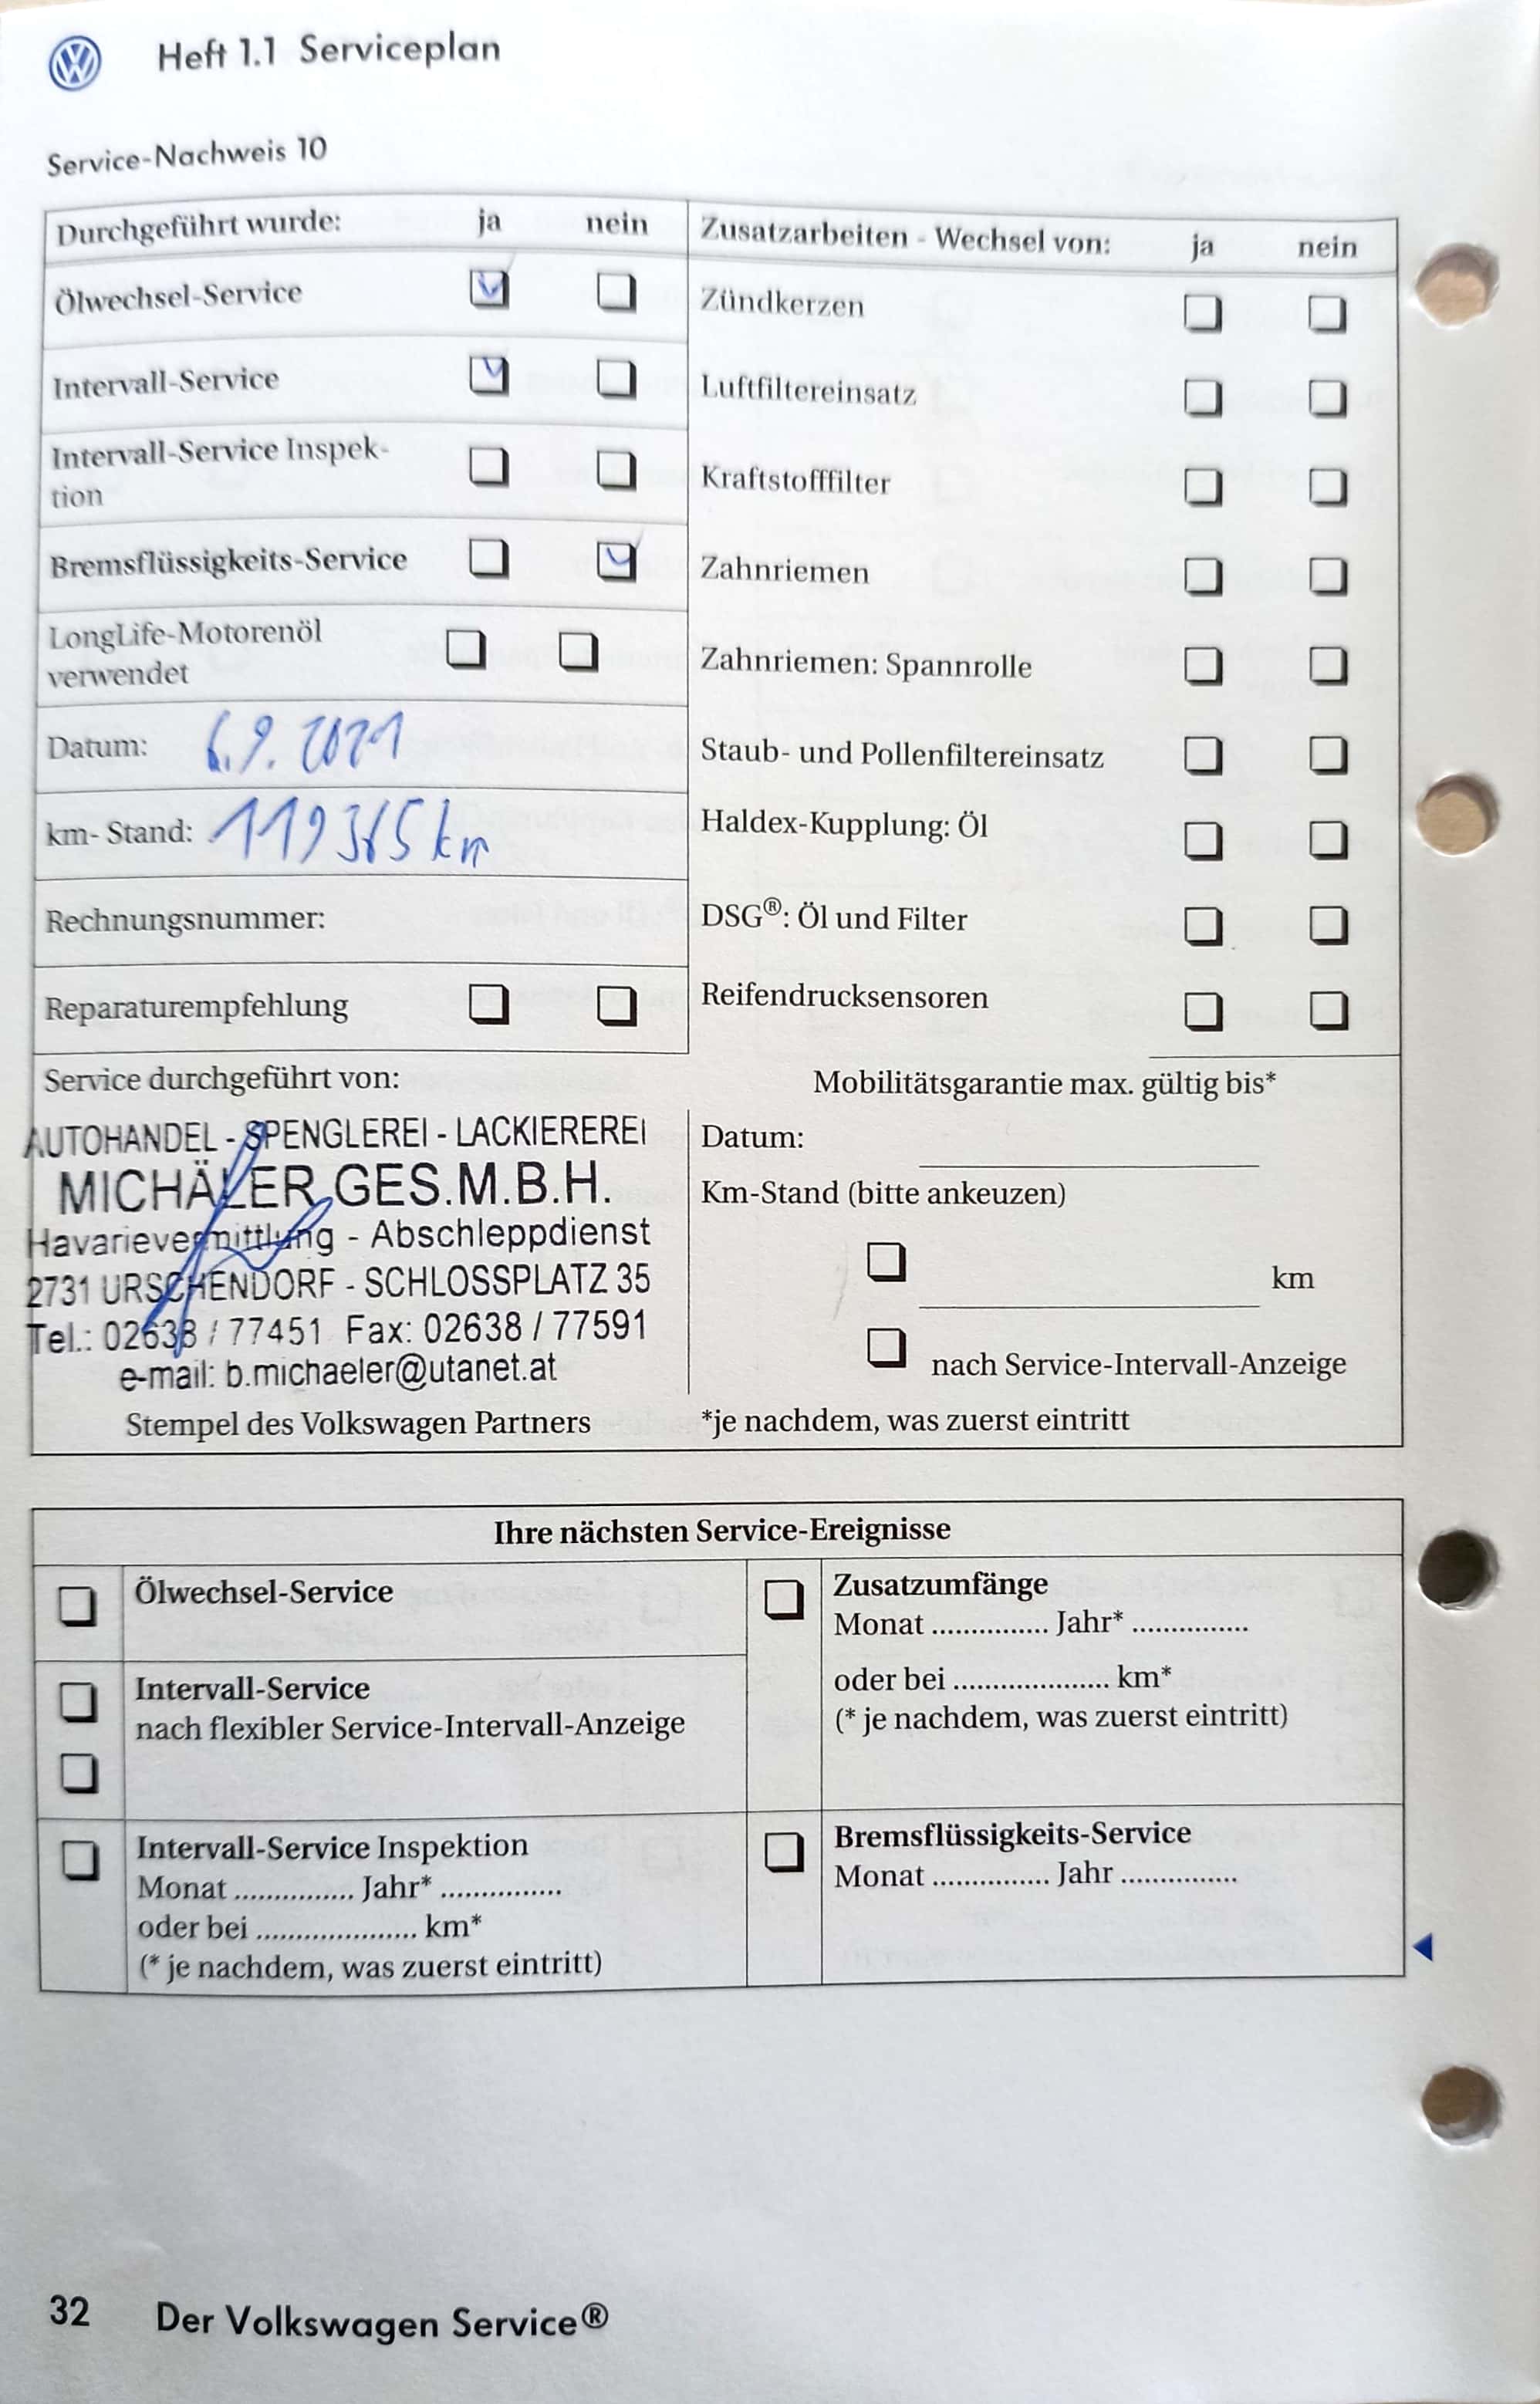 Heft 1.1 Serviceplan
Service-Nachweis 10
Durchgeführt wurde: ja nein
Ölwechsel-Service
Intervall-Service
Intervall-Service Inspek-
tion
Bremsflüssigkeits-Service
LongLife-Motorenöl
verwendet
Datum: 6.9.2021
km- Stand: 119365 km
Rechnungsnummer:
Reparaturempfehlung
Zusatzarbeiten - Wechsel von: ja nein
Zündkerzen
Luftfiltereinsatz
Kraftstofffilter
Zahnriemen
Zahnriemen: Spannrolle
Staub- und Pollenfiltereinsatz
Haldex-Kupplung: Öl
DSG®: Öl und Filter
Reifendrucksensoren
Service durchgeführt von:
AUTOHANDEL - SPENGLEREI - LACKIEREREI
MICHÄLER GES.M.B.H.
Havarievermittlung - Abschleppdienst
2731 URSCHENDORF - SCHLOSSPLATZ 35
Tel.: 02638 / 77451 Fax: 02638 / 77591
e-mail: b.michaeler@utanet.at
Stempel des Volkswagen Partners
Mobilitätsgarantie max. gültig bis*
Datum:
Km-Stand (bitte ankeuzen)
km
nach Service-Intervall-Anzeige
*je nachdem, was zuerst eintritt
Ihre nächsten Service-Ereignisse
Ölwechsel-Service
Intervall-Service
nach flexibler Service-Intervall-Anzeige
Intervall-Service Inspektion
Monat ............... Jahr* ...............
oder bei .................... km*
(* je nachdem, was zuerst eintritt)
Zusatzumfänge
Monat ............... Jahr* ...............
oder bei .................... km*
(* je nachdem, was zuerst eintritt)
Bremsflüssigkeits-Service
Monat ............... Jahr ...............
32 Der Volkswagen Service®